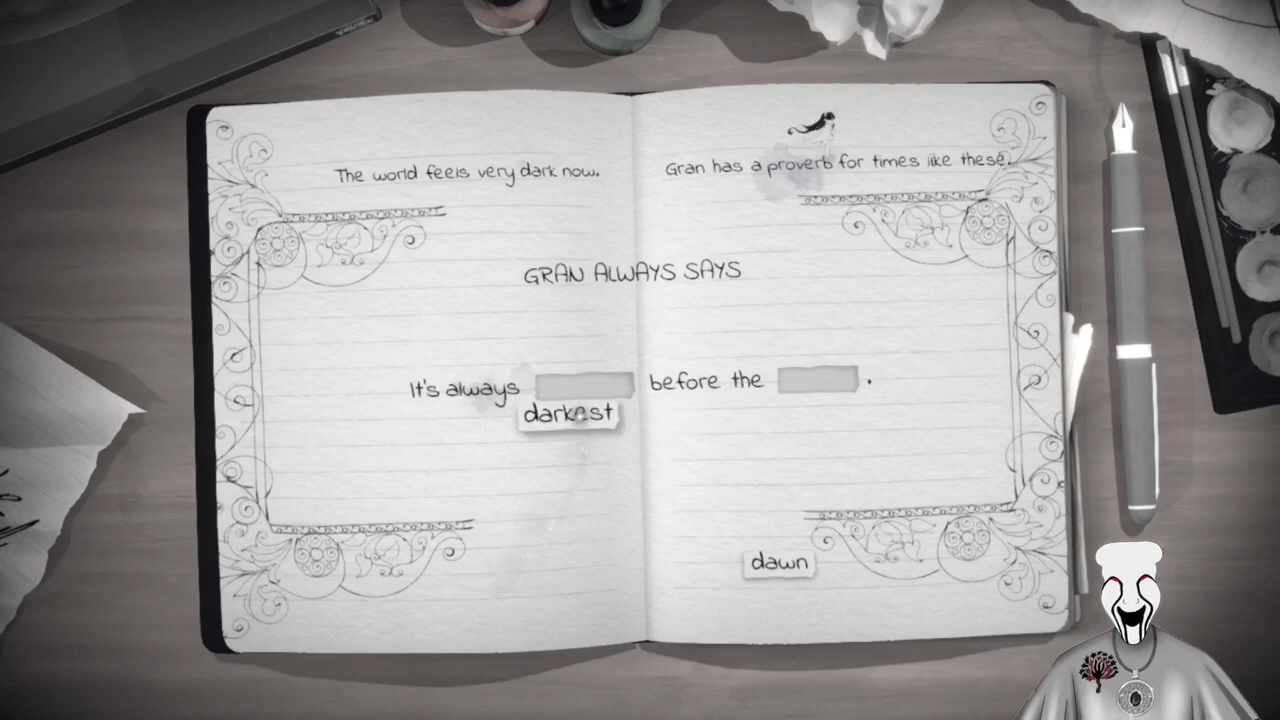 The world feels very dark now.
Gran has a proverb for times like these.
GRAN ALWAYS SAYS
It's always before the .
darkest
dawn